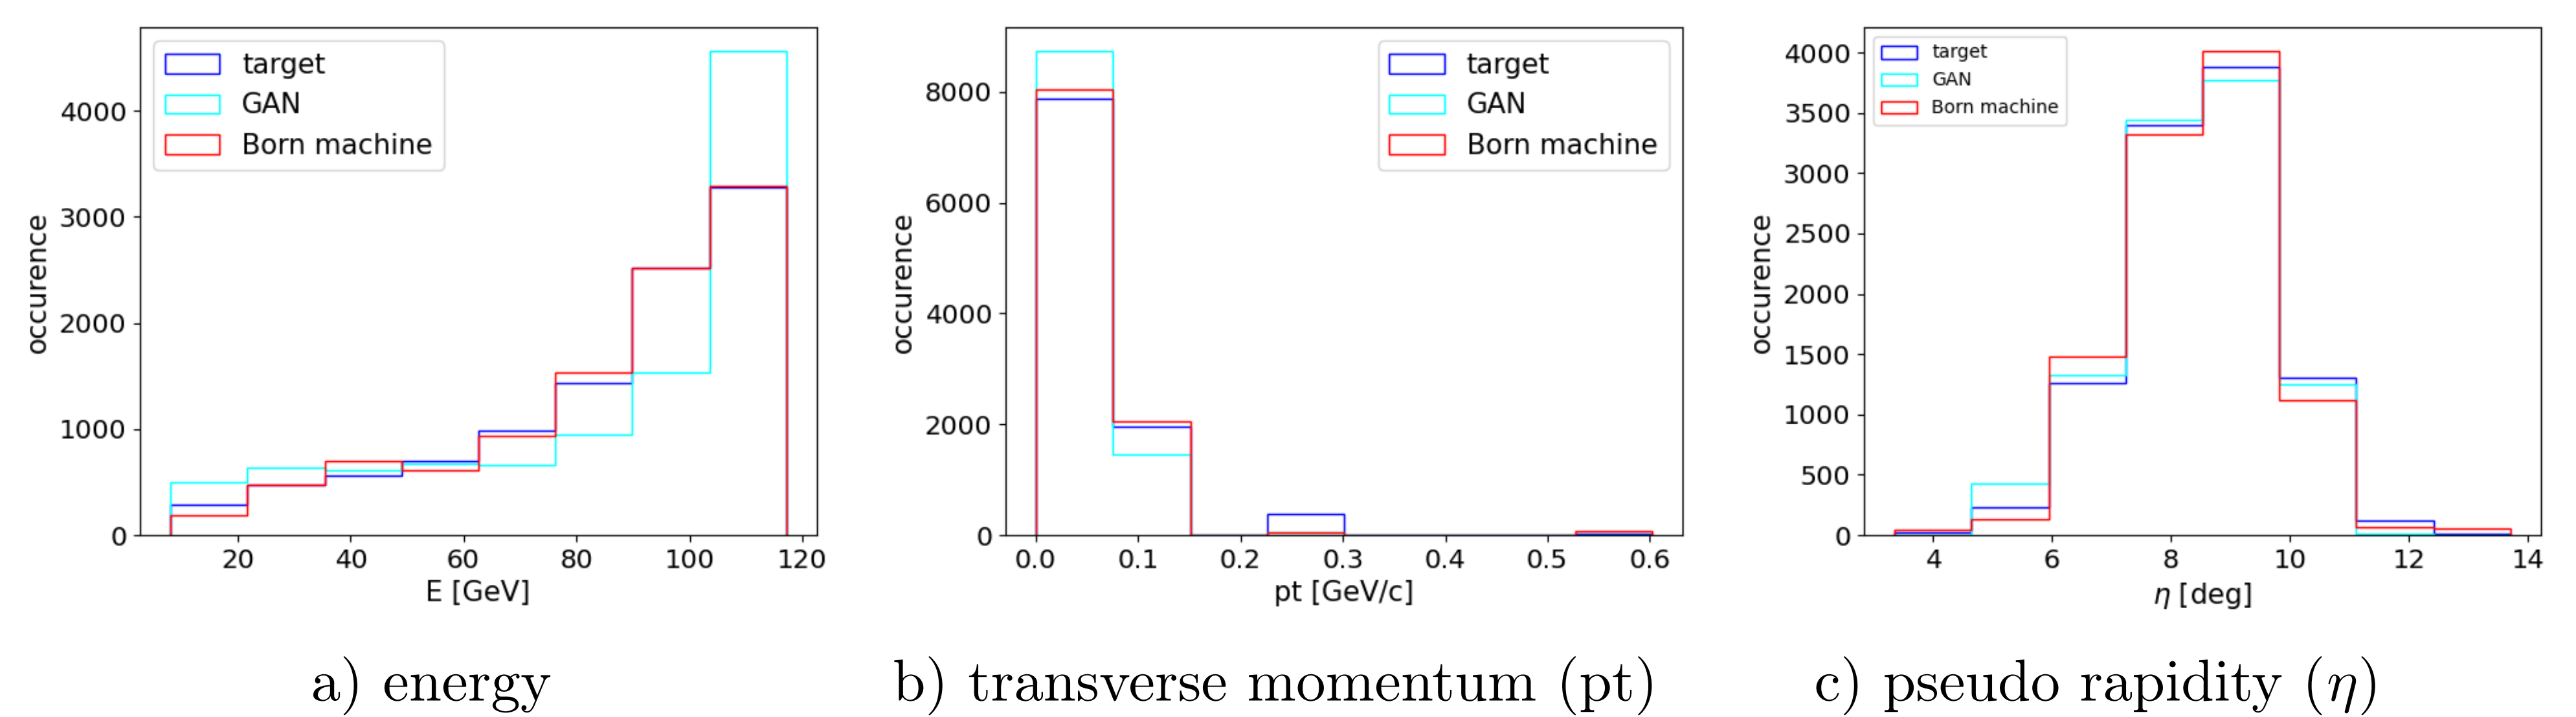 target
GAN
Born machine
occurence
4000
3000
2000
1000
0
20 40 60 80 100 120
E [GeV]
a) energy
target
GAN
Born machine
occurence
8000
6000
4000
2000
0
0.0 0.1 0.2 0.3 0.4 0.5 0.6
pt [GeV/c]
b) transverse momentum (pt)
target
GAN
Born machine
occurence
4000
3500
3000
2500
2000
1500
1000
500
0
4 6 8 10 12 14
η [deg]
c) pseudo rapidity (η)